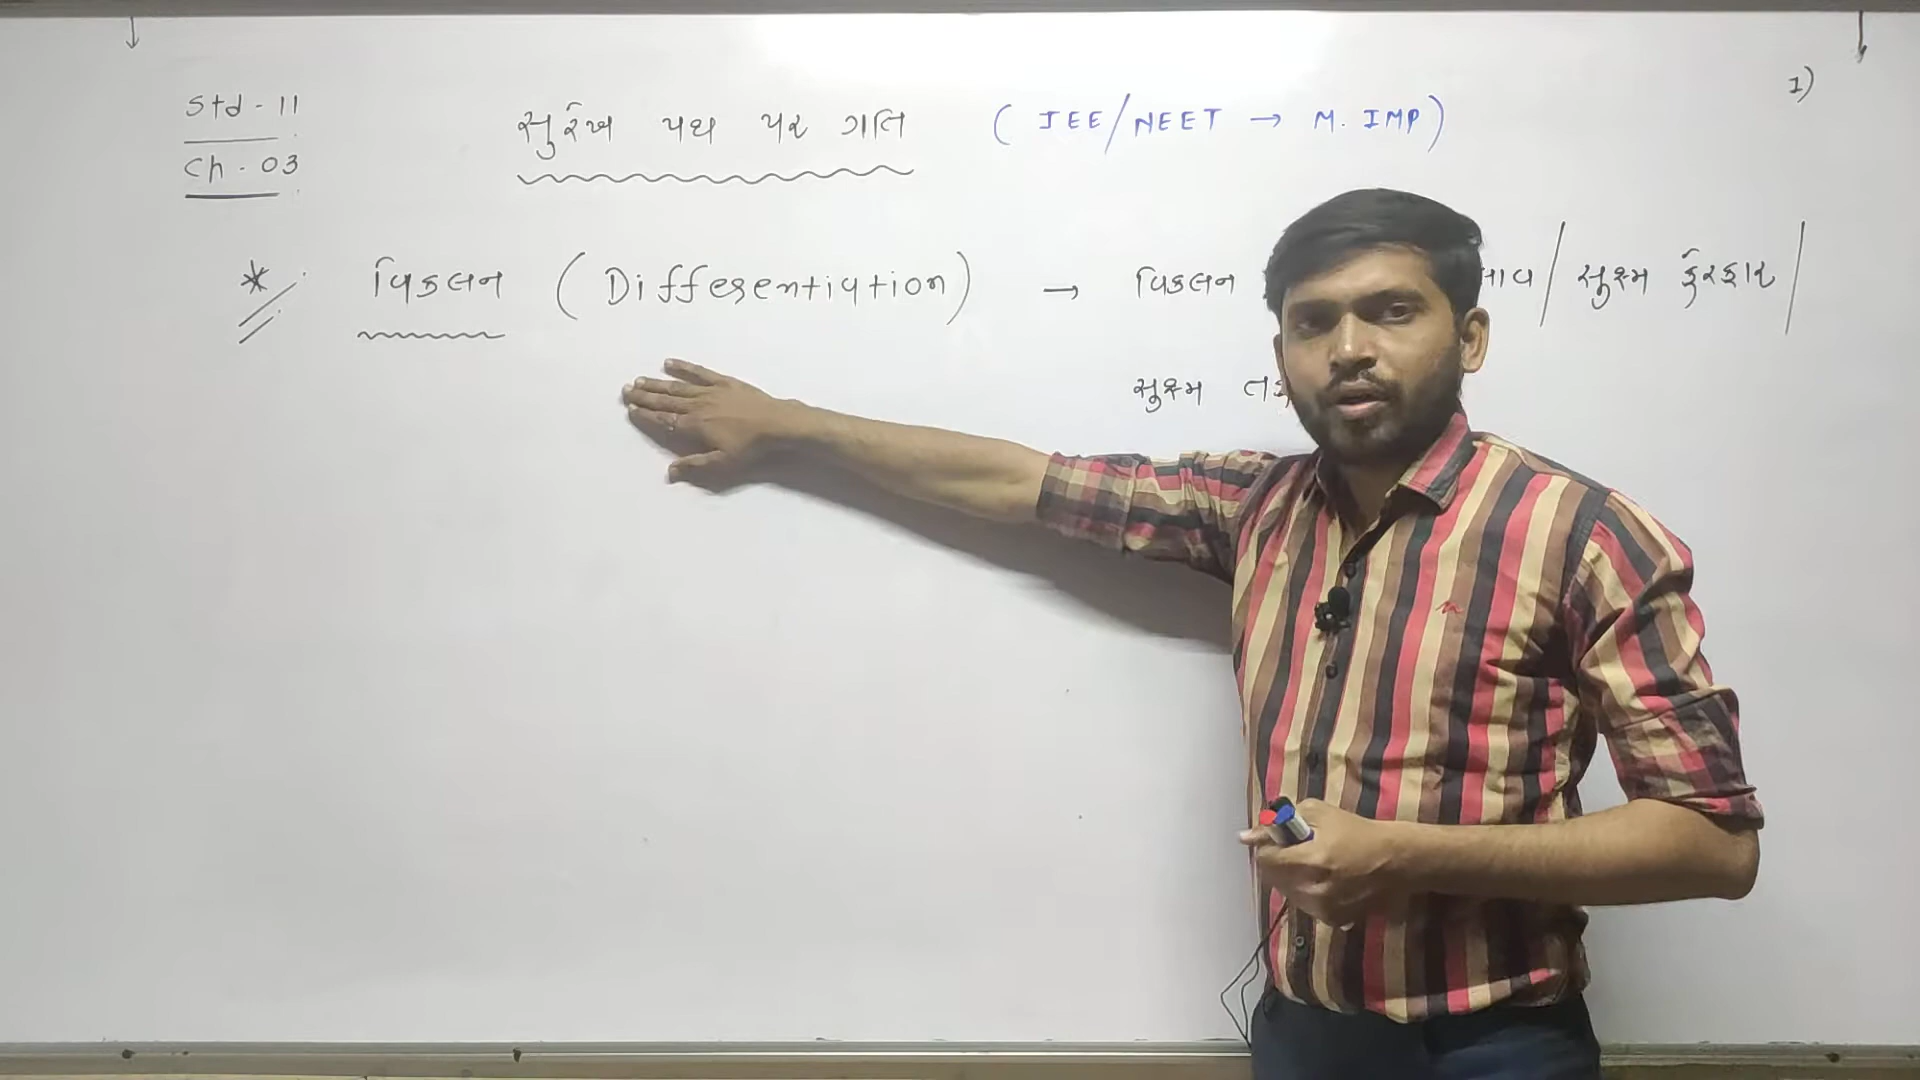 Std - 11
Ch - 03
સુરેખ પથ પર ગતિ ( JEE/NEET → M. IMP )
1)
* વિકલન ( Differentiation ) → વિકલન / સુક્ષ્મ ફેરફાર /
સુક્ષ્મ